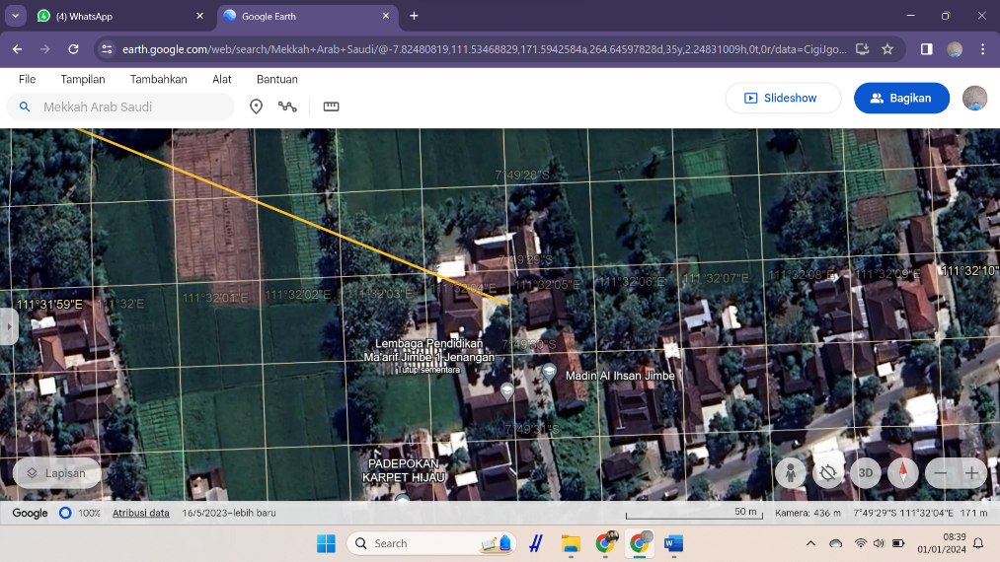 (4) WhatsApp
Google Earth
earth.google.com/web/search/Mekkah+Arab+Saudi/@-7.82480819,111.53468829,171.5942584a,264.64597828d,35y,2.24831009h,0t,0r/data=CigiJgo...
File Tampilan Tambahkan Alat Bantuan
Mekkah Arab Saudi
Slideshow
Bagikan
7°49'28"S
7°49'29"S
111°31'59"E 111°32'E 111°32'01"E 111°32'02"E 111°32'03"E 111°32'04"E 111°32'05"E 111°32'06"E 111°32'07"E 111°32'08"E 111°32'09"E 111°32'10"
7°49'30"S
Lembaga Pendidikan
Ma'arif Jimbe 1 Jenangan
Tutup sementara
Madin Al Ihsan Jimbe
7°49'31"S
PADEPOKAN
KARPET HIJAU
Lapisan
3D
Google 100% Atribusi data 16/5/2023–lebih baru 50 m Kamera: 436 m 7°49'29"S 111°32'04"E 171 m
Search
08:39
01/01/2024